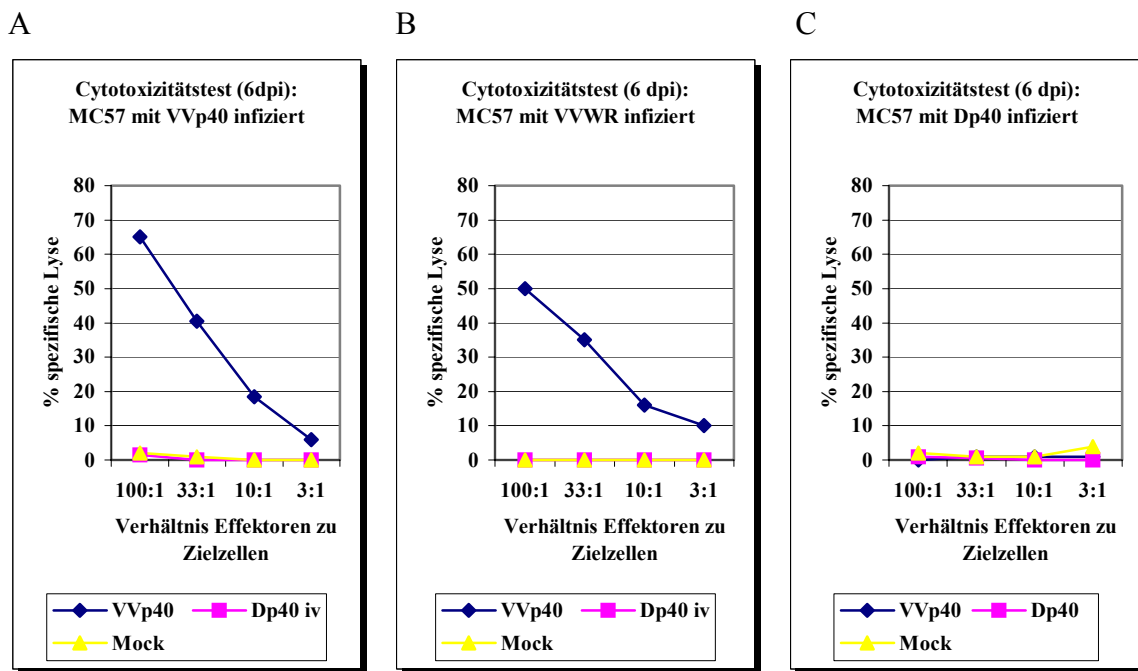 A
Cytotoxizitätstest (6dpi):
MC57 mit VVp40 infiziert
% spezifische Lyse
80
70
60
50
40
30
20
10
0
100:1 33:1 10:1 3:1
Verhältnis Effektoren zu
Zielzellen
VVp40 Dp40 iv
Mock
B
Cytotoxizitätstest (6 dpi):
MC57 mit VVWR infiziert
% spezifische Lyse
80
70
60
50
40
30
20
10
0
100:1 33:1 10:1 3:1
Verhältnis Effektoren zu
Zielzellen
VVp40 Dp40 iv
Mock
C
Cytotoxizitätstest (6 dpi):
MC57 mit Dp40 infiziert
% spezifische Lyse
80
70
60
50
40
30
20
10
0
100:1 33:1 10:1 3:1
Verhältnis Effektoren zu
Zielzellen
VVp40 Dp40
Mock